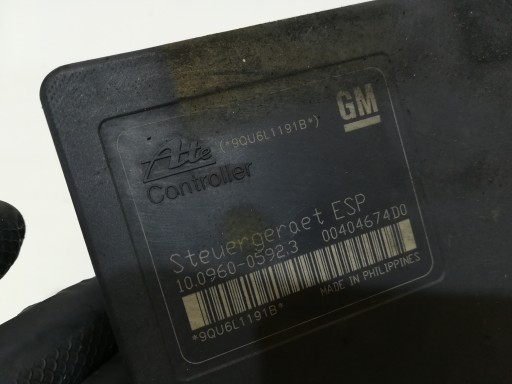 GM
(*9QU6L1191B*)
Ate
Controller
Steuergeraet ESP
10.0960-0592.3 00404674D0
*9QU6L1191B*
MADE IN PHILIPPINES